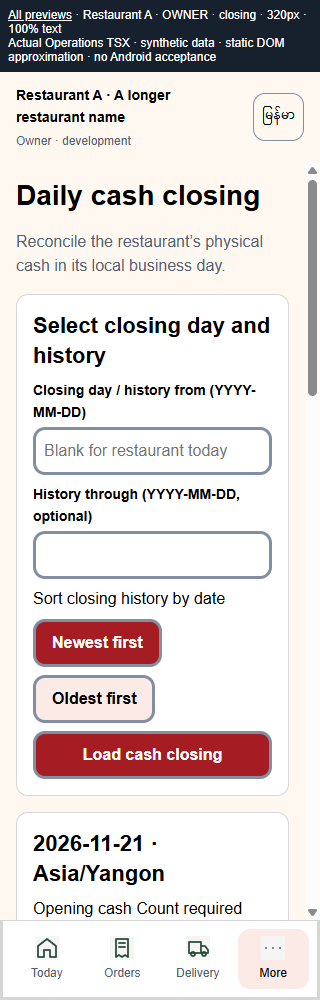 All previews · Restaurant A · OWNER · closing · 320px ·
100% text
Actual Operations TSX · synthetic data · static DOM
approximation · no Android acceptance
Restaurant A · A longer
restaurant name
Owner · development
မြန်မာ
Daily cash closing
Reconcile the restaurant's physical
cash in its local business day.
Select closing day and
history
Closing day / history from (YYYY-
MM-DD)
Blank for restaurant today
History through (YYYY-MM-DD,
optional)
Sort closing history by date
Newest first
Oldest first
Load cash closing
2026-11-21 ·
Asia/Yangon
Opening cash Count required
Today
Orders
Delivery
More